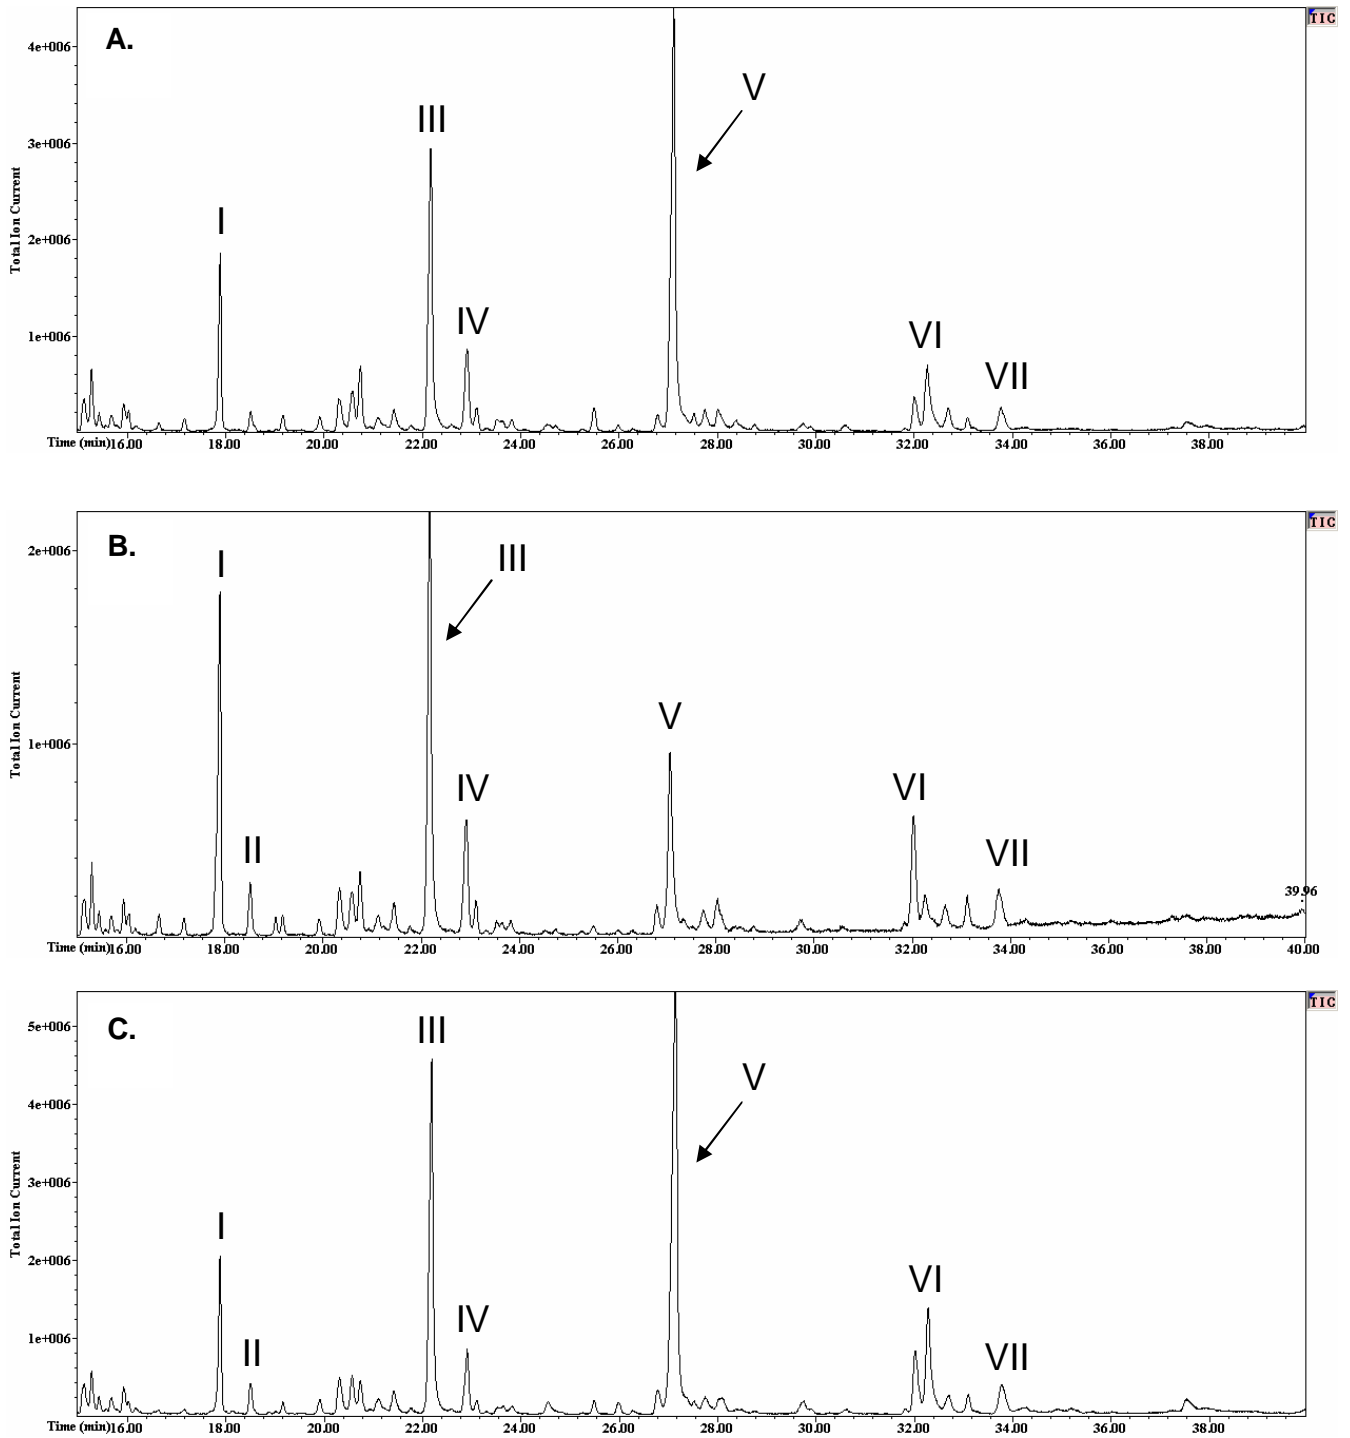 TIC
A.
4e+006
V
III
3e+006
Total Ion Current
I
2e+006
IV
VI
1e+006
VII
Time (min) 16.00 18.00 20.00 22.00 24.00 26.00 28.00 30.00 32.00 34.00 36.00 38.00
TIC
B.
2e+006
I
III
Total Ion Current
V
1e+006
IV
VI
II
VII
39.96
Time (min) 16.00 18.00 20.00 22.00 24.00 26.00 28.00 30.00 32.00 34.00 36.00 38.00 40.00
TIC
C.
5e+006
III
V
4e+006
3e+006
Total Ion Current
I
2e+006
VI
IV
II
1e+006
VII
Time (min) 16.00 18.00 20.00 22.00 24.00 26.00 28.00 30.00 32.00 34.00 36.00 38.00